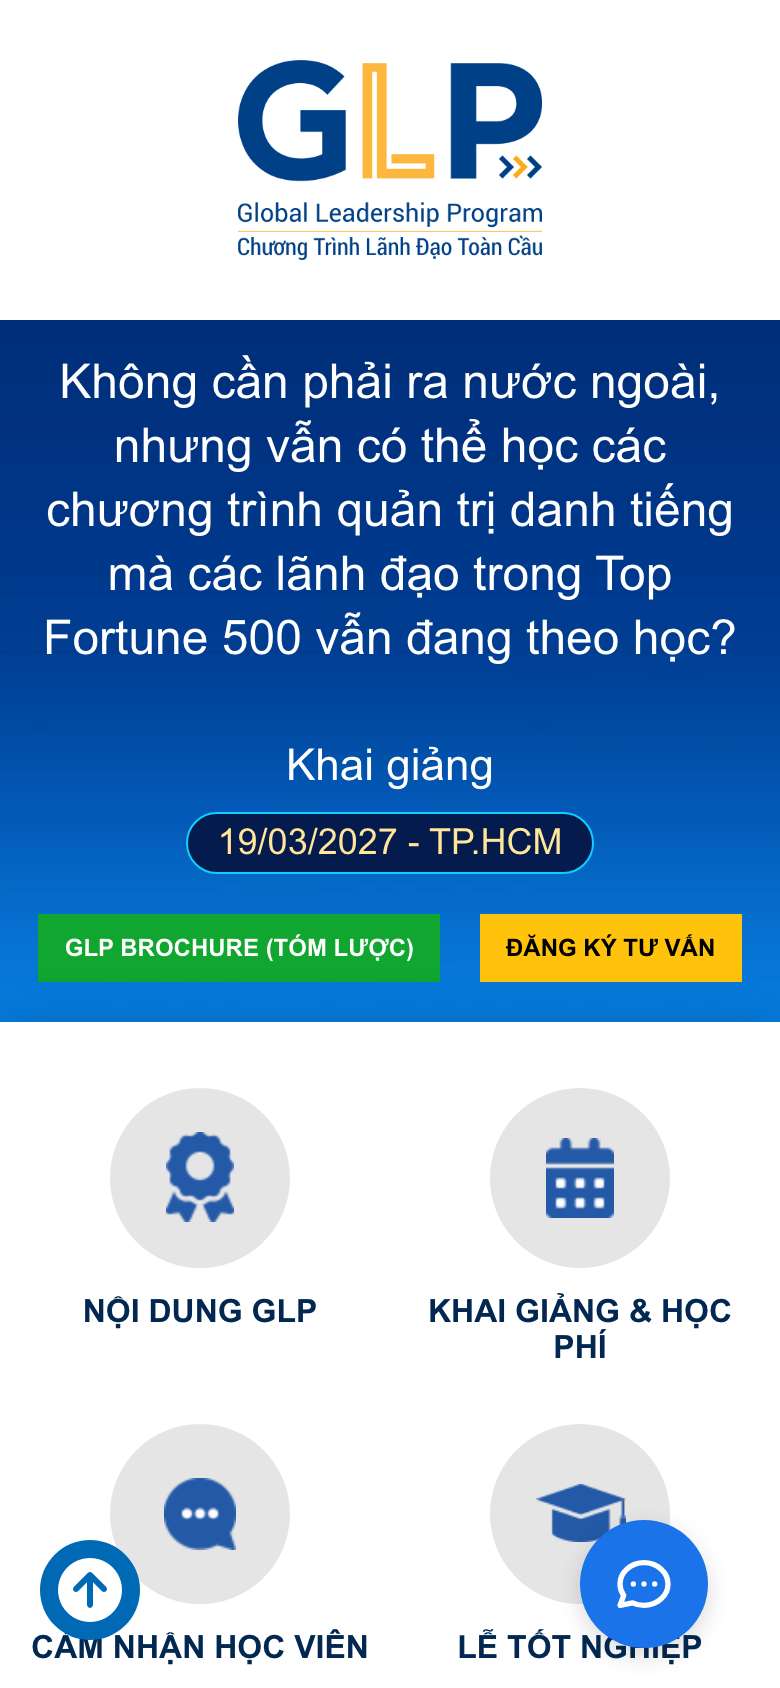 GLP
Global Leadership Program
Chương Trình Lãnh Đạo Toàn Cầu
Không cần phải ra nước ngoài,
nhưng vẫn có thể học các
chương trình quản trị danh tiếng
mà các lãnh đạo trong Top
Fortune 500 vẫn đang theo học?
Khai giảng
19/03/2027 - TP.HCM
GLP BROCHURE (TÓM LƯỢC)
ĐĂNG KÝ TƯ VẤN
NỘI DUNG GLP
KHAI GIẢNG & HỌC
PHÍ
CẢM NHẬN HỌC VIÊN
LỄ TỐT NGHIỆP